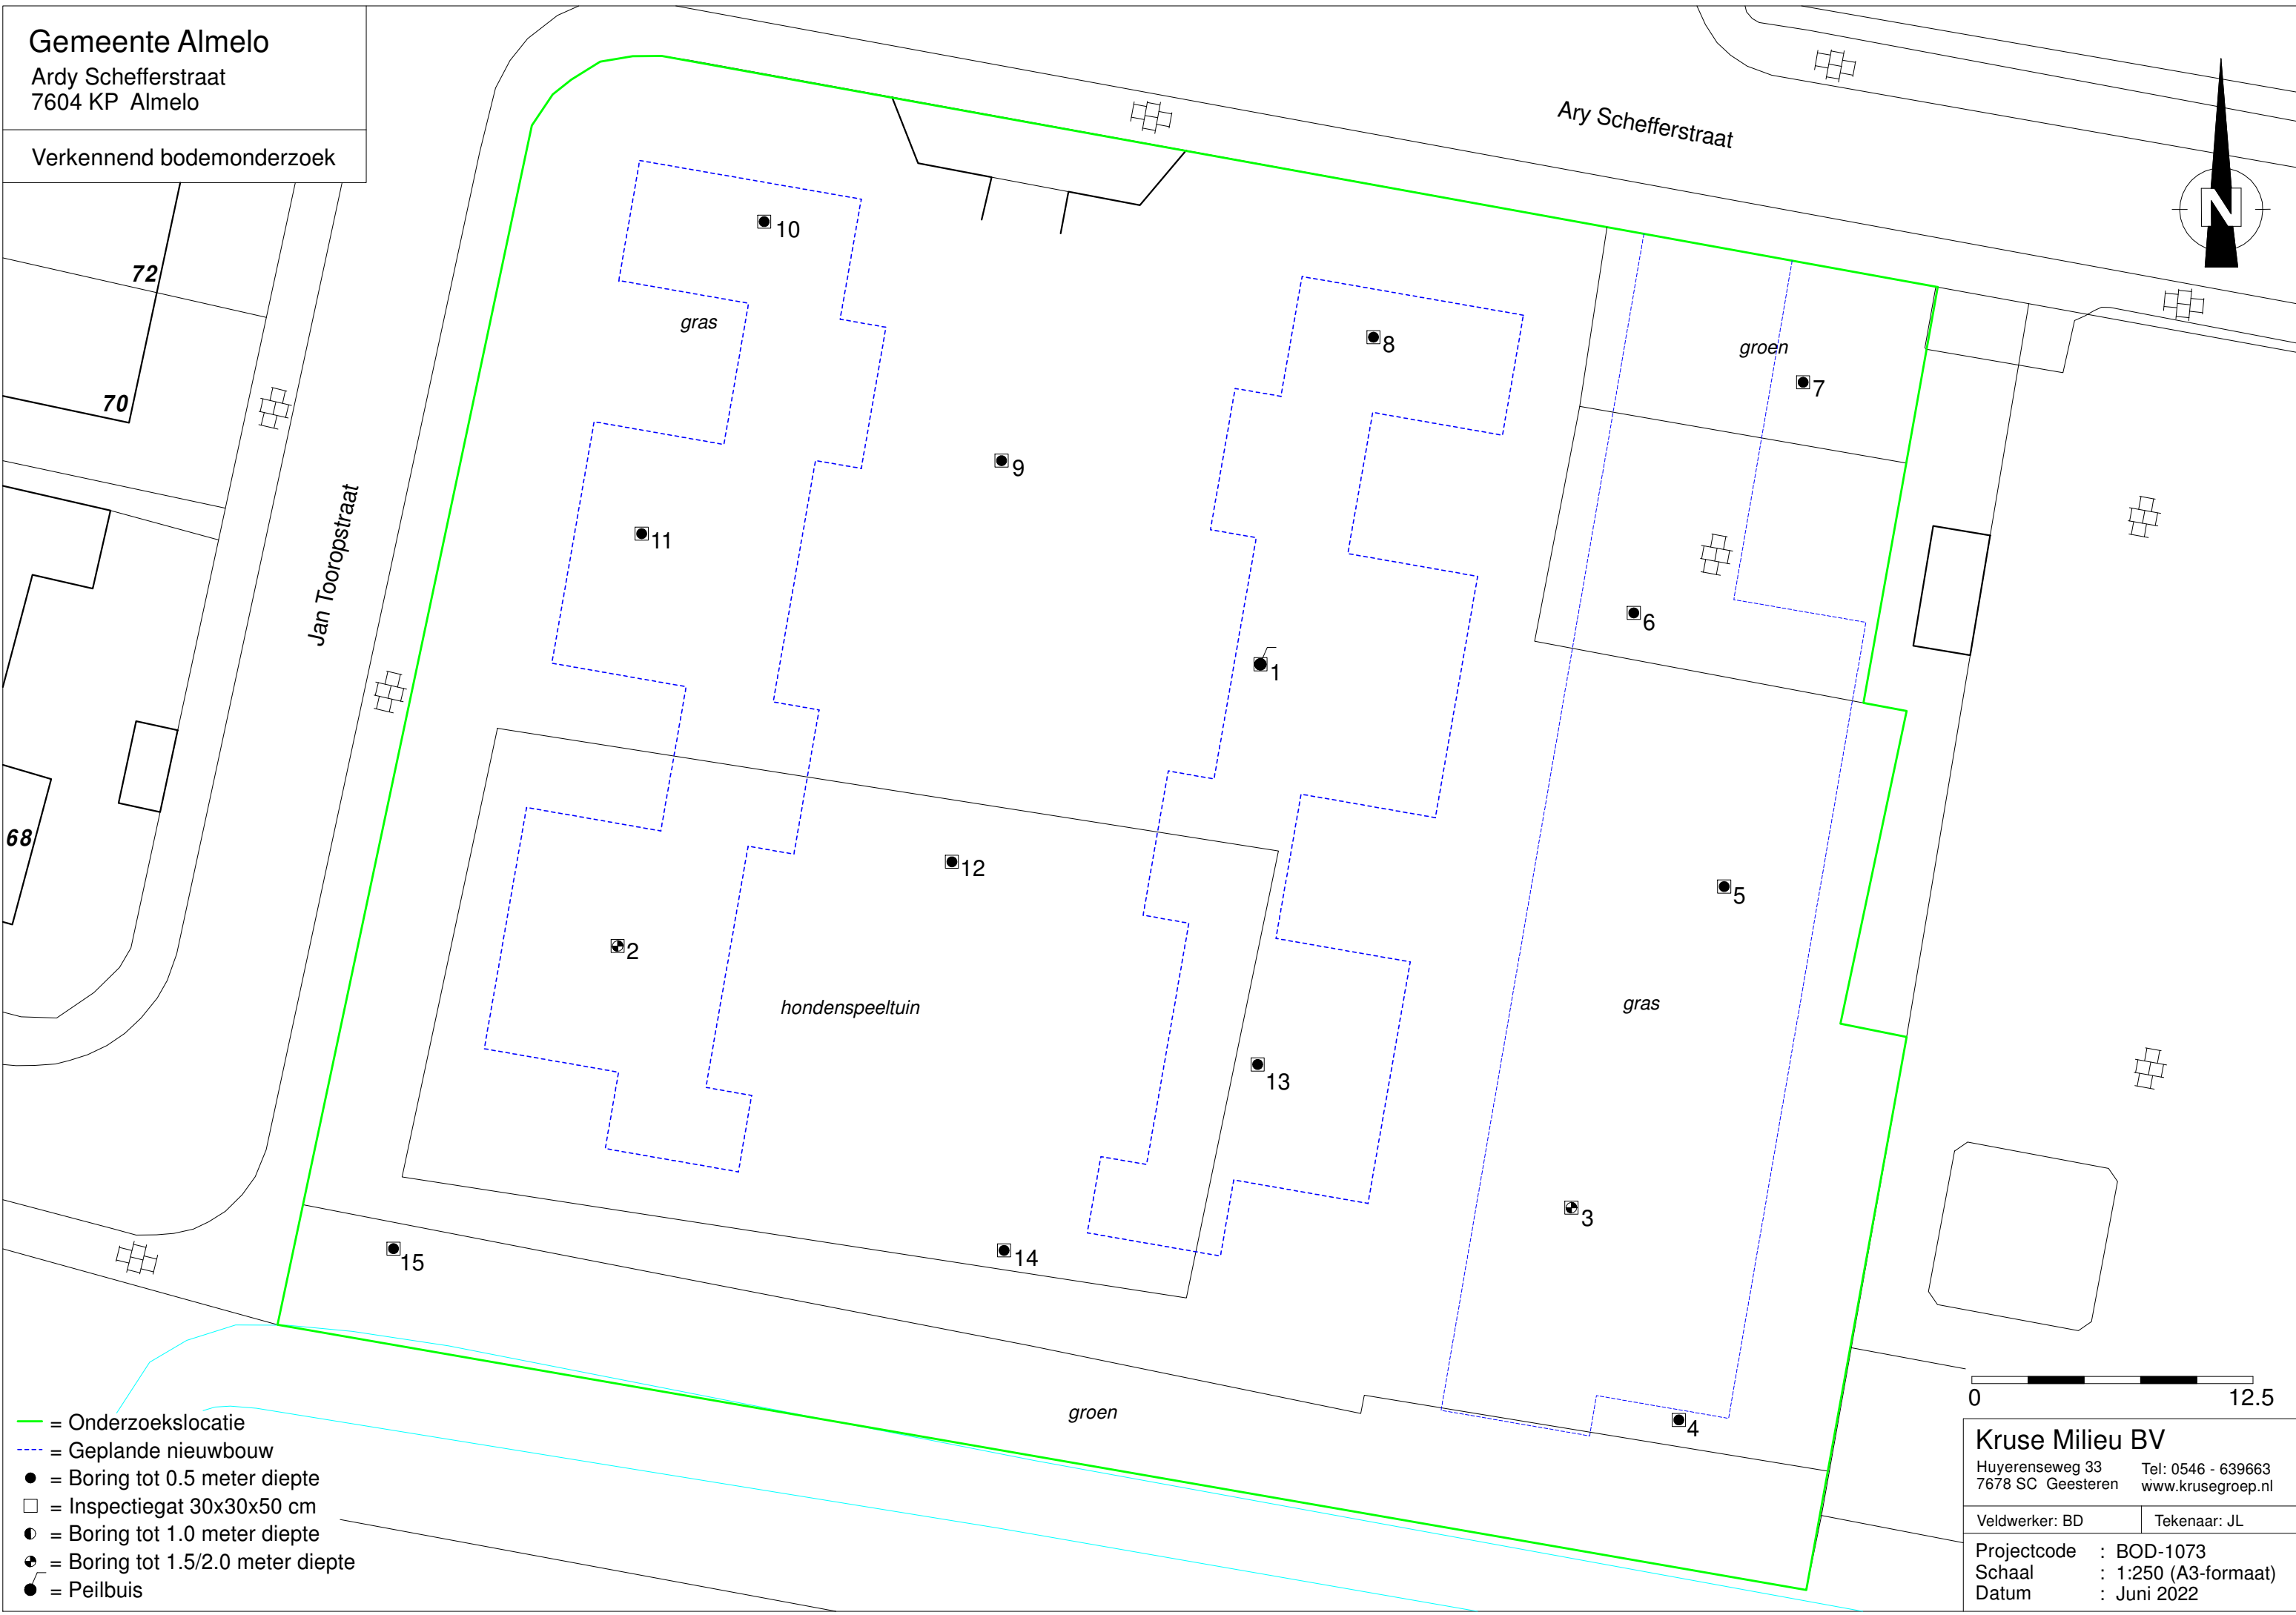 Gemeente Almelo
Ardy Schefferstraat
7604 KP Almelo
Verkennend bodemonderzoek
Ary Schefferstraat
N
72
70
68
Jan Tooropstraat
10
gras
8
groen
7
9
11
6
1
12
5
2
hondenspeeltuin
gras
13
3
15
14
groen
4
= Onderzoekslocatie
= Geplande nieuwbouw
= Boring tot 0.5 meter diepte
= Inspectiegat 30x30x50 cm
= Boring tot 1.0 meter diepte
= Boring tot 1.5/2.0 meter diepte
= Peilbuis
0 12.5
Kruse Milieu BV
Huyerenseweg 33 Tel: 0546 - 639663
7678 SC Geesteren www.krusegroep.nl
Veldwerker: BD Tekenaar: JL
Projectcode : BOD-1073
Schaal : 1:250 (A3-formaat)
Datum : Juni 2022